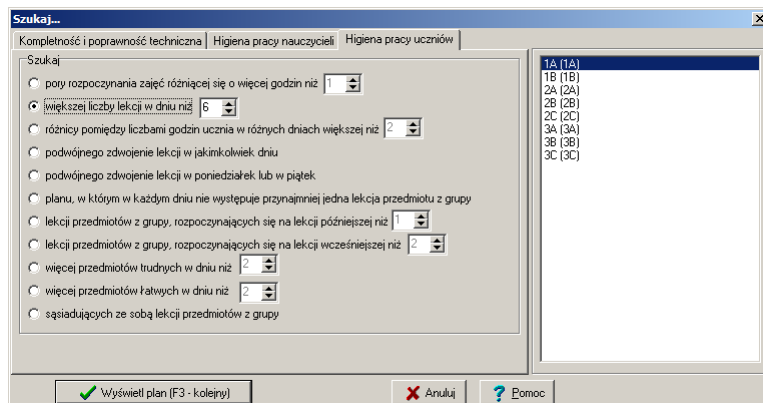 Szukaj...
Kompletność i poprawność techniczna
Higiena pracy nauczycieli
Higiena pracy uczniów
Szukaj
pory rozpoczynania zajęć różniącej się o więcej godzin niż 1
większej liczby lekcji w dniu niż 6
różnicy pomiędzy liczbami godzin ucznia w różnych dniach większej niż 2
podwójnego zdwojenie lekcji w jakimkolwiek dniu
podwójnego zdwojenie lekcji w poniedziałek lub w piątek
planu, w którym w każdym dniu nie występuje przynajmniej jedna lekcja przedmiotu z grupy
lekcji przedmiotów z grupy, rozpoczynających się na lekcji późniejszej niż 1
lekcji przedmiotów z grupy, rozpoczynających się na lekcji wcześniejszej niż 2
więcej przedmiotów trudnych w dniu niż 2
więcej przedmiotów łatwych w dniu niż 2
sąsiadujących ze sobą lekcji przedmiotów z grupy
1A (1A)
1B (1B)
2A (2A)
2B (2B)
2C (2C)
3A (3A)
3B (3B)
3C (3C)
Wyświetl plan (F3 - kolejny)
Anuluj
Pomoc